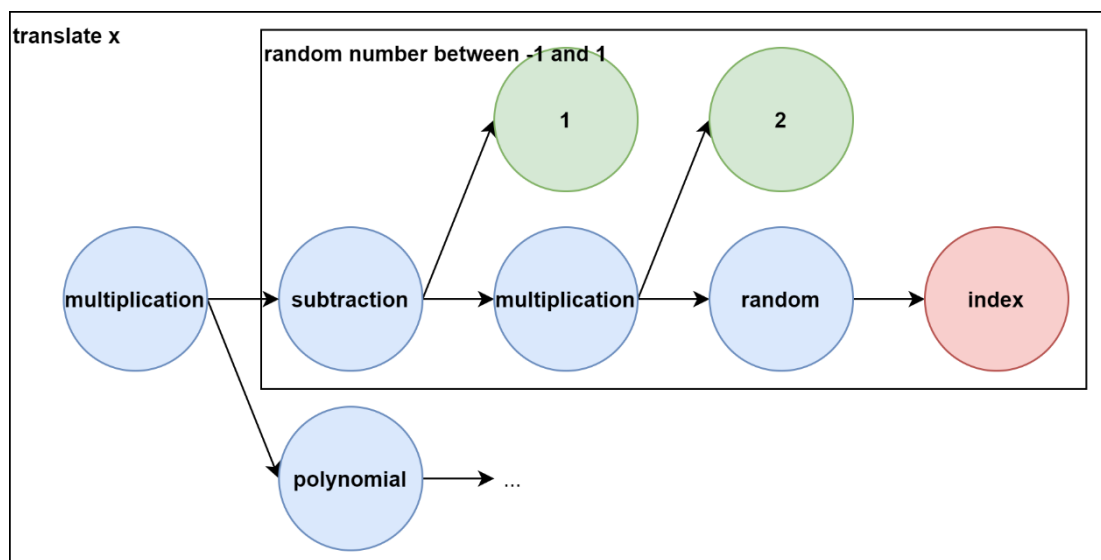 translate x
random number between -1 and 1
1
2
multiplication
subtraction
multiplication
random
index
polynomial
...